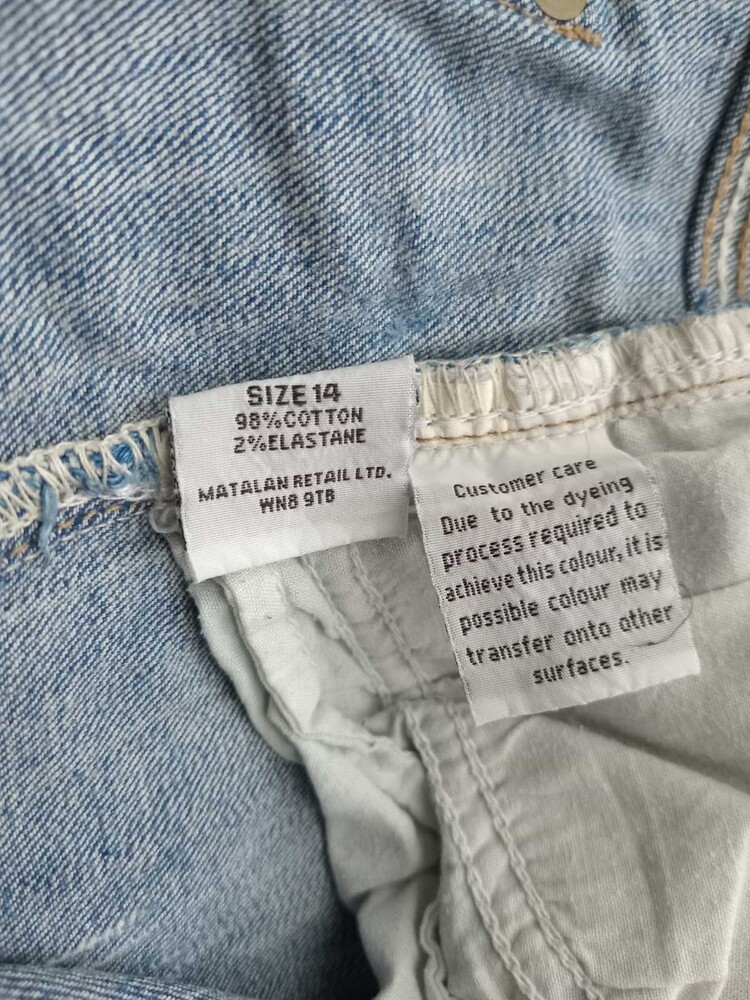 SIZE 14
98%COTTON
2%ELASTANE
MATALAN RETAIL LTD.
WN8 9TB
Customer care
Due to the dyeing
process required to
achieve this colour, it is
possible colour may
transfer onto other
surfaces.